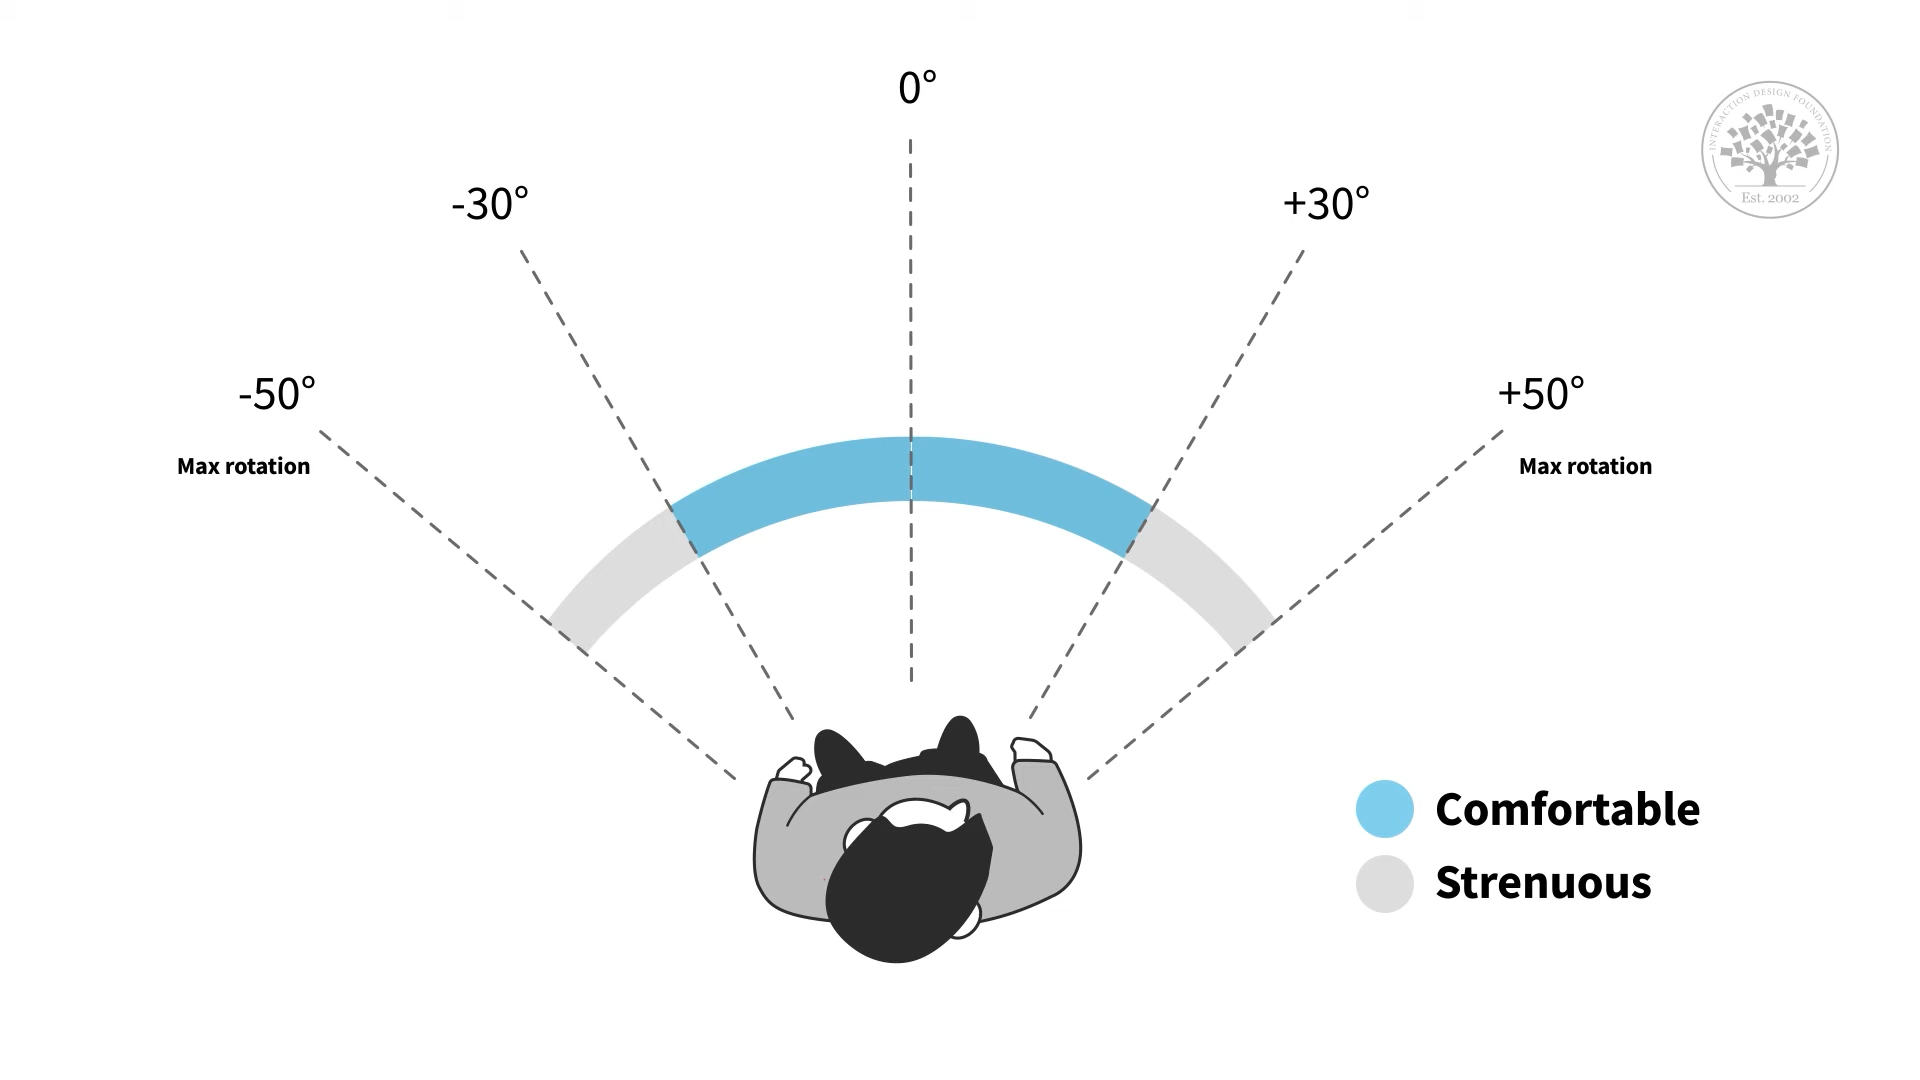 0°
INTERACTION DESIGN FOUNDATION
Est. 2002
-30°
+30°
-50°
+50°
Max rotation
Max rotation
Comfortable
Strenuous